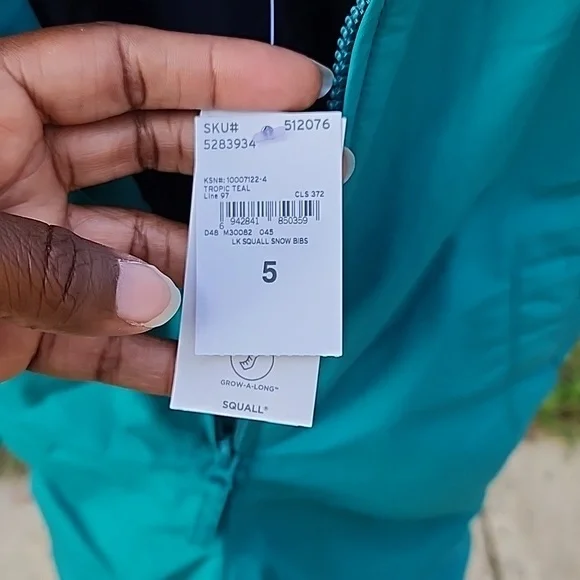 SKU# 512076
5283934
KSN#: 10007122-4
TROPIC TEAL
Line 97 CLS 372
6 942841 850359
D48 M30082 045
LK SQUALL SNOW BIBS
5
GROW-A-LONG™
SQUALL®